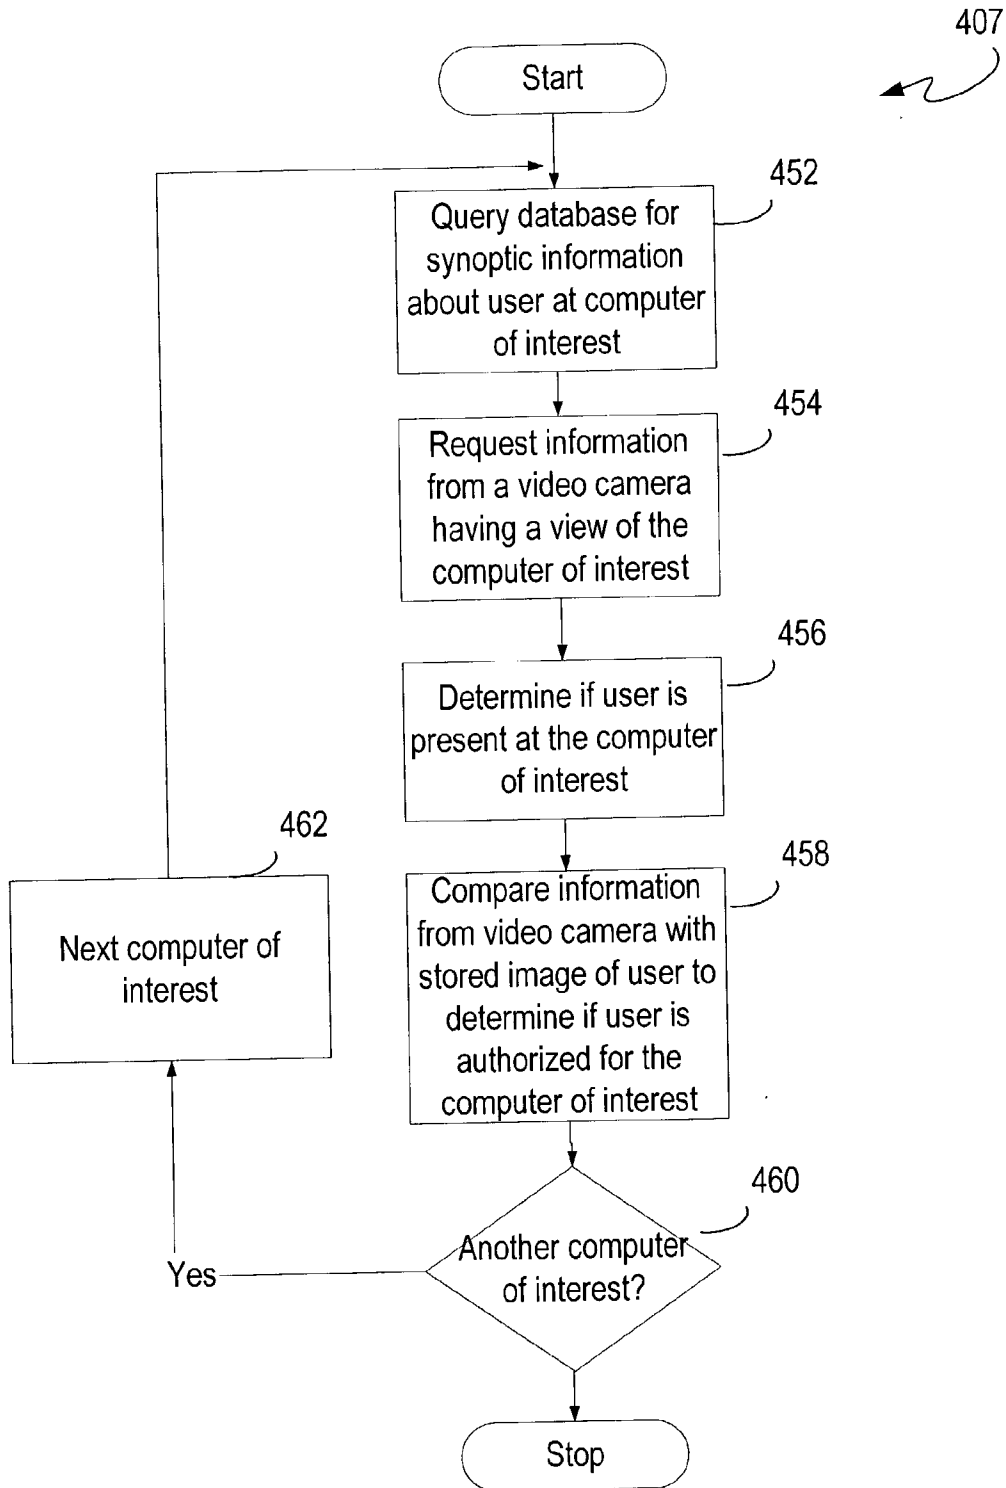 407
Start
452
Query database for
synoptic information
about user at computer
of interest
454
Request information
from a video camera
having a view of the
computer of interest
456
Determine if user is
present at the computer
of interest
462
Next computer of
interest
458
Compare information
from video camera with
stored image of user to
determine if user is
authorized for the
computer of interest
460
Another computer
of interest?
Yes
Stop